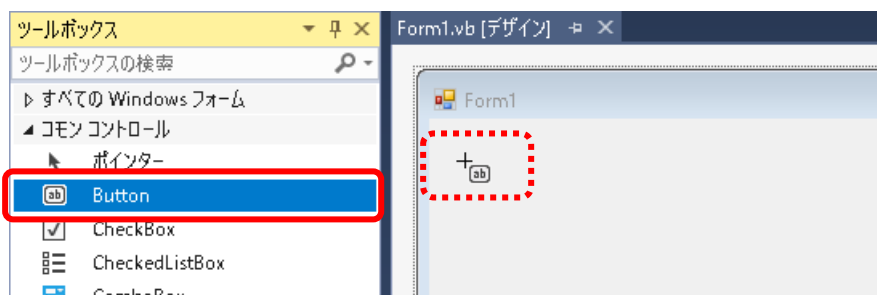 ツールボックス
ツールボックスの検索
すべての Windows フォーム
コモン コントロール
ポインター
ab Button
CheckBox
CheckedListBox
ComboBox
Form1.vb [デザイン]
Form1
ab